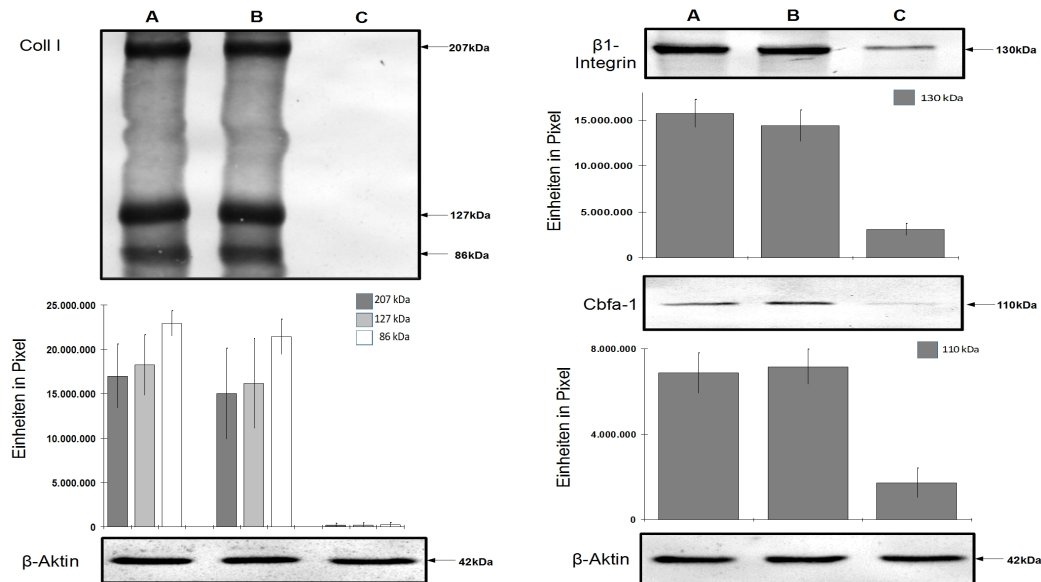 A B C
Coll I
207kDa
127kDa
86kDa
25.000.000
20.000.000
15.000.000
10.000.000
5.000.000
0
Einheiten in Pixel
207 kDa
127 kDa
86 kDa
β-Aktin
42kDa
A B C
β1-
Integrin
130kDa
15.000.000
10.000.000
5.000.000
0
Einheiten in Pixel
130 kDa
Cbfa-1
110kDa
8.000.000
4.000.000
0
Einheiten in Pixel
110 kDa
β-Aktin
42kDa